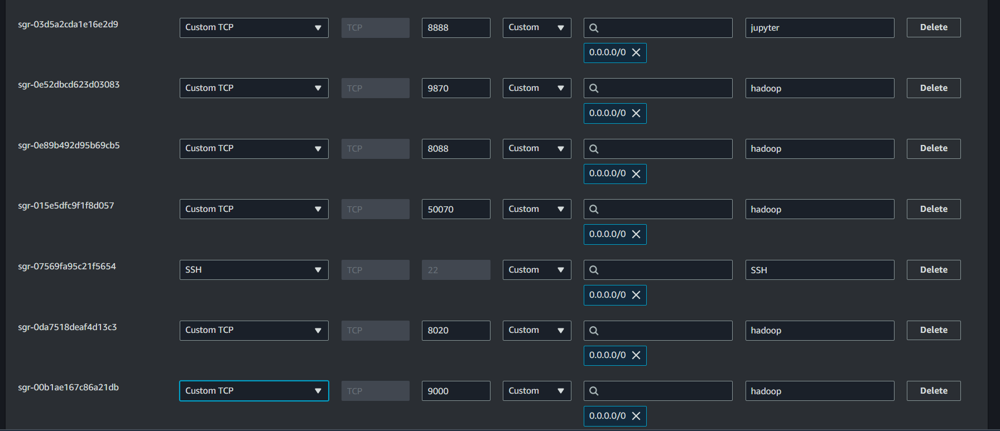 sgr-03d5a2cda1e16e2d9 Custom TCP TCP 8888 Custom jupyter Delete
0.0.0.0/0
sgr-0e52dbcd623d03083 Custom TCP TCP 9870 Custom hadoop Delete
0.0.0.0/0
sgr-0e89b492d95b69cb5 Custom TCP TCP 8088 Custom hadoop Delete
0.0.0.0/0
sgr-015e5dfc9f1f8d057 Custom TCP TCP 50070 Custom hadoop Delete
0.0.0.0/0
sgr-07569fa95c21f5654 SSH TCP 22 Custom SSH Delete
0.0.0.0/0
sgr-0da7518deaf4d13c3 Custom TCP TCP 8020 Custom hadoop Delete
0.0.0.0/0
sgr-00b1ae167c86a21db Custom TCP TCP 9000 Custom hadoop Delete
0.0.0.0/0